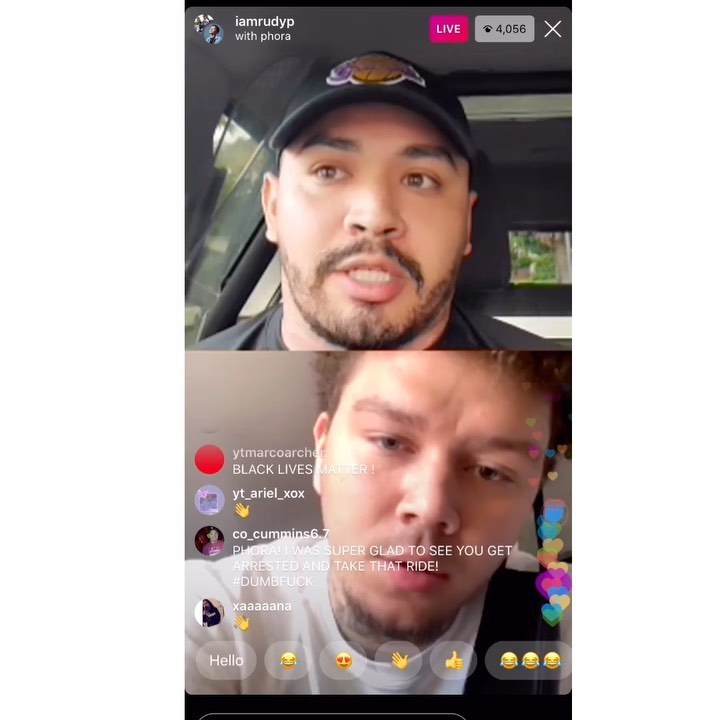 iamrudyp
with phora
LIVE
4,056
ytmarcoarcher
BLACK LIVES MATTER !
yt_ariel_xox
👋
co_cummins6.7
PHORA! I WAS SUPER GLAD TO SEE YOU GET
ARRESTED AND TAKE THAT RIDE!
#DUMBFUCK
xaaaaana
👋
Hello 😂 😍 👋 👍 😂😂😂